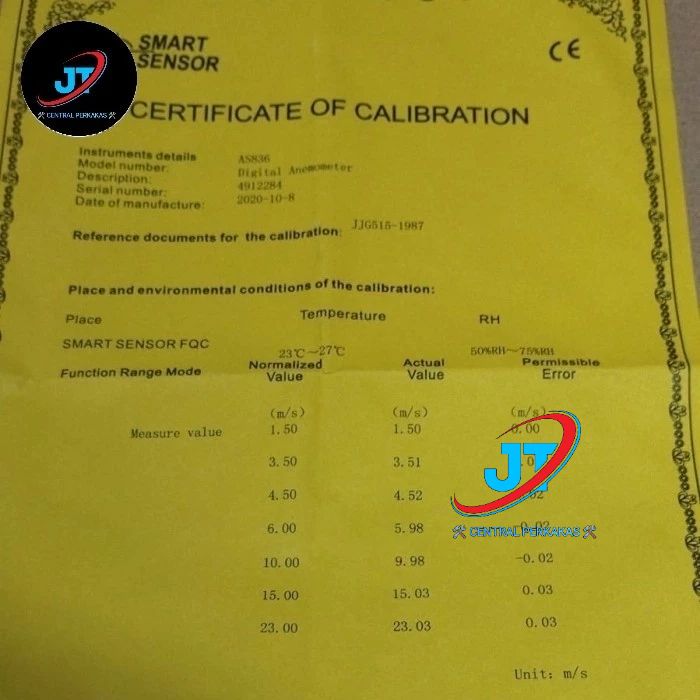 SMART
SENSOR
CE
JT
CENTRAL PERKAKAS
CERTIFICATE OF CALIBRATION
Instruments details
Model number: AS836
Description: Digital Anemometer
Serial number: 4912284
Date of manufacture: 2020-10-8
Reference documents for the calibration: JJG515-1987
Place and environmental conditions of the calibration:
Place Temperature RH
SMART SENSOR FQC 23℃~27℃ 50%RH~75%RH
Function Range Mode Normalized Value Actual Value Permissible Error
(m/s) (m/s) (m/s)
Measure value 1.50 1.50 0.00
3.50 3.51
4.50 4.52
6.00 5.98 -0.02
10.00 9.98 -0.02
15.00 15.03 0.03
23.00 23.03 0.03
JT
CENTRAL PERKAKAS
Unit: m/s